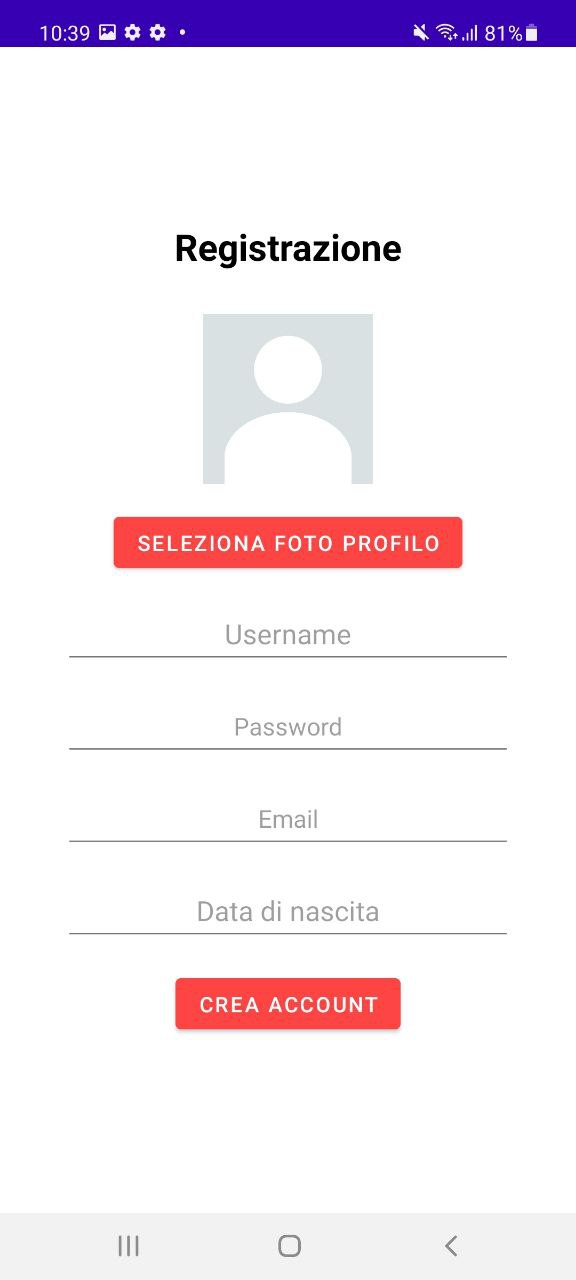 10:39 81%
Registrazione
SELEZIONA FOTO PROFILO
Username
Password
Email
Data di nascita
CREA ACCOUNT